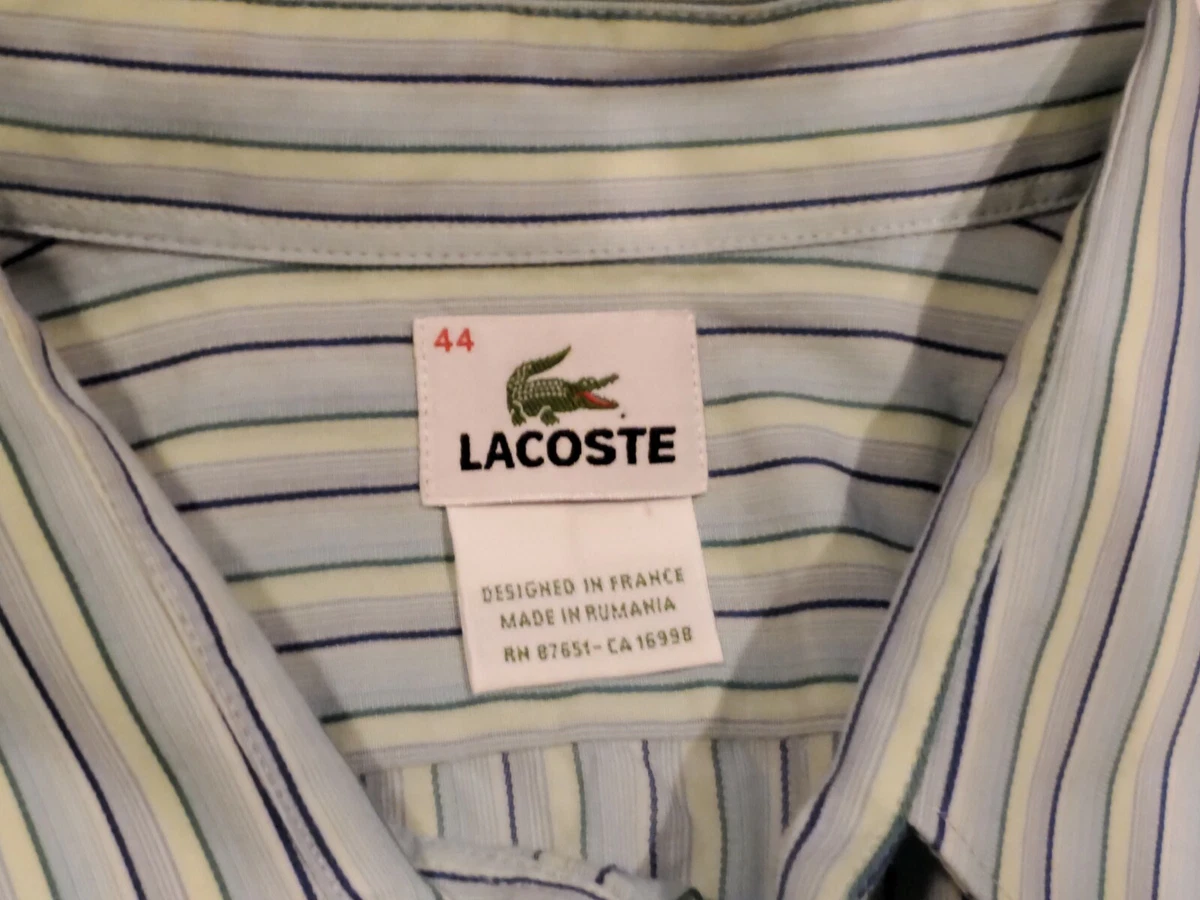 44
LACOSTE
DESIGNED IN FRANCE
MADE IN RUMANIA
RN 87651-CA 16998